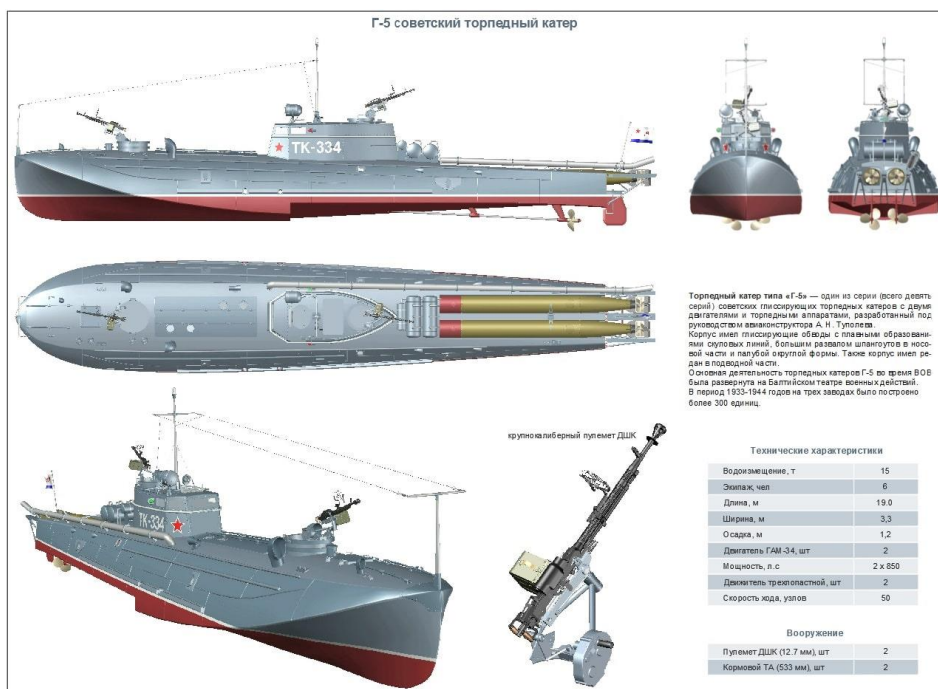 Г-5 советский торпедный катер
ТК-334
Торпедный катер типа «Г-5» — один из серии (всего девять
серий) советских глиссирующих торпедных катеров с двумя
двигателями и торпедными аппаратами, разработанный под
руководством авиаконструктора А. Н. Туполева.
Корпус имел глиссирующие обводы с плавными образовани-
ями скуловых линий, большим развалом шпангоутов в носо-
вой части и палубой округлой формы. Также корпус имел ре-
дан в подводной части.
Основная деятельность торпедных катеров Г-5 во время ВОВ
была развернута на Балтийском театре военных действий.
В период 1933-1944 годов на трех заводах было построено
более 300 единиц.
крупнокалиберный пулемет ДШК
ТК-334
Технические характеристики
Водоизмещение, т 15
Экипаж, чел 6
Длина, м 19.0
Ширина, м 3,3
Осадка, м 1,2
Двигатель ГАМ-34, шт 2
Мощность, л.с 2 х 850
Движитель трехлопастной, шт 2
Скорость хода, узлов 50
Вооружение
Пулемет ДШК (12.7 мм), шт 2
Кормовой ТА (533 мм), шт 2